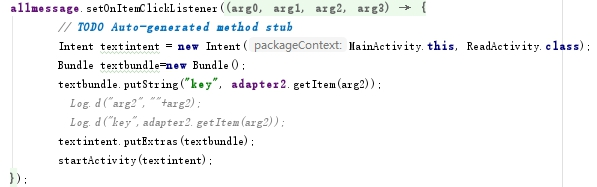 allmessage.setOnItemClickListener((arg0, arg1, arg2, arg3) -> {
// TODO Auto-generated method stub
Intent textintent = new Intent( packageContext: MainActivity.this, ReadActivity.class);
Bundle textbundle=new Bundle();
textbundle.putString("key", adapter2.getItem(arg2));
Log.d("arg2",""+arg2);
Log.d("key",adapter2.getItem(arg2));
textintent.putExtras(textbundle);
startActivity(textintent);
});